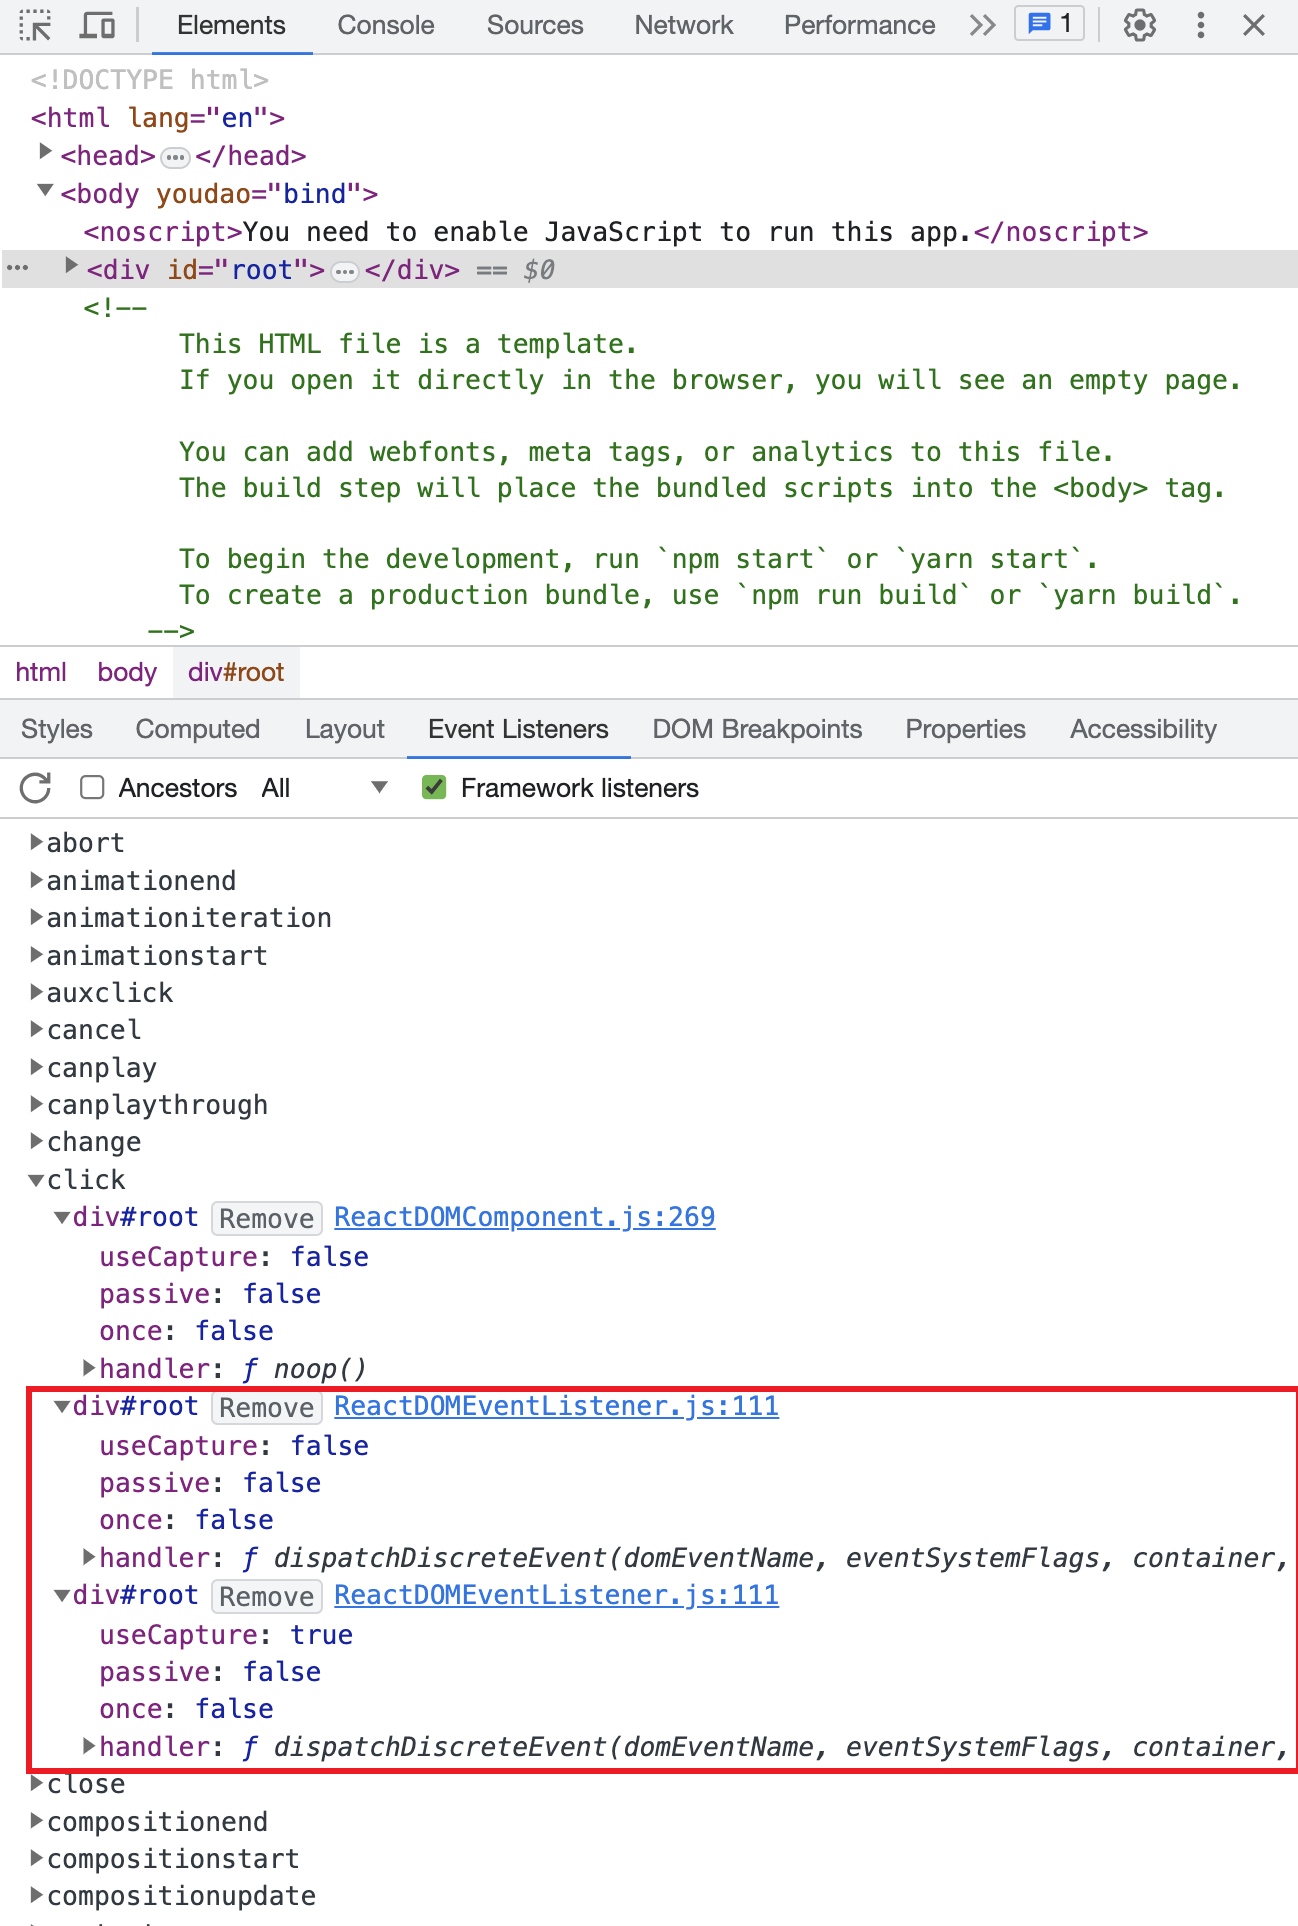 Elements Console Sources Network Performance 1
<!DOCTYPE html>
<html lang="en">
<head>…</head>
<body youdao="bind">
<noscript>You need to enable JavaScript to run this app.</noscript>
<div id="root">…</div> == $0
<!--
This HTML file is a template.
If you open it directly in the browser, you will see an empty page.
You can add webfonts, meta tags, or analytics to this file.
The build step will place the bundled scripts into the <body> tag.
To begin the development, run `npm start` or `yarn start`.
To create a production bundle, use `npm run build` or `yarn build`.
-->
html body div#root
Styles Computed Layout Event Listeners DOM Breakpoints Properties Accessibility
Ancestors All Framework listeners
abort
animationend
animationiteration
animationstart
auxclick
cancel
canplay
canplaythrough
change
click
div#root Remove ReactDOMComponent.js:269
useCapture: false
passive: false
once: false
handler: ƒ noop()
div#root Remove ReactDOMEventListener.js:111
useCapture: false
passive: false
once: false
handler: ƒ dispatchDiscreteEvent(domEventName, eventSystemFlags, container,
div#root Remove ReactDOMEventListener.js:111
useCapture: true
passive: false
once: false
handler: ƒ dispatchDiscreteEvent(domEventName, eventSystemFlags, container,
close
compositionend
compositionstart
compositionupdate